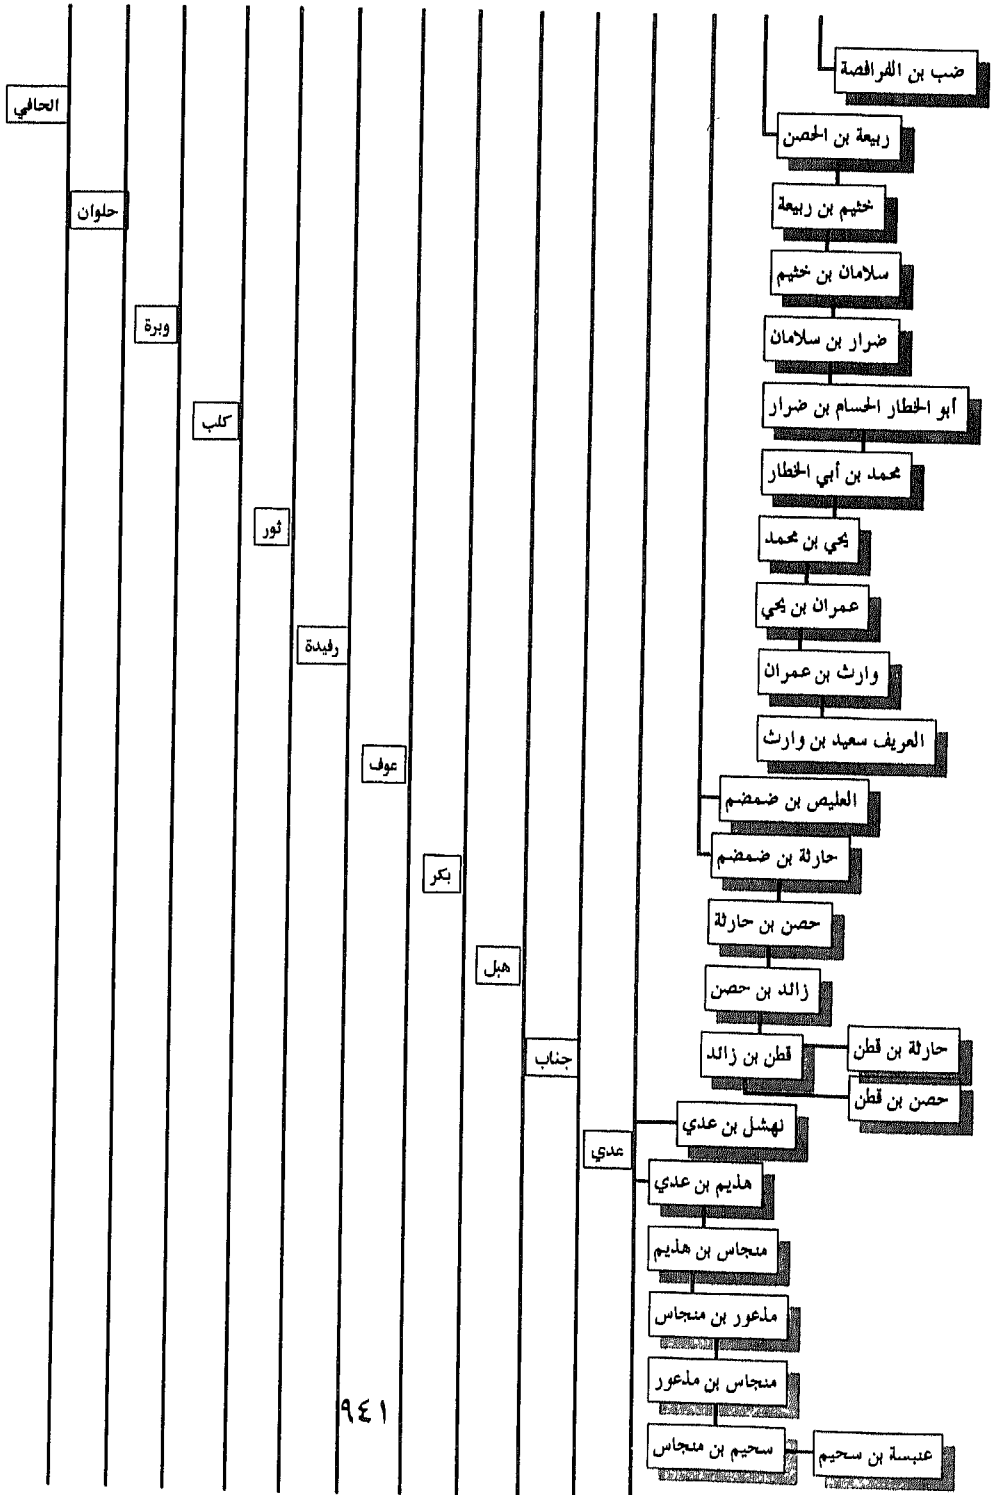 ضب بن الفرافصة
الحافي
ربيعة بن الحصن
خثيم بن ربيعة
حلوان
سلامان بن خثيم
وبرة
ضرار بن سلامان
أبو الخطار الحسام بن ضرار
كلب
محمد بن أبي الخطار
ثور
يحي بن محمد
عمران بن يحي
رفيدة
وارث بن عمران
العريف سعيد بن وارث
عوف
العليص بن ضمضم
حارثة بن ضمضم
بكر
حصن بن حارثة
هبل
زائد بن حصن
قطن بن زائد
حارثة بن قطن
جناب
حصن بن قطن
نهشل بن عدي
عدي
هذيم بن عدي
منجاس بن هذيم
مذعور بن منجاس
منجاس بن مذعور
٩٤١
سحيم بن منجاس
عنبسة بن سحيم